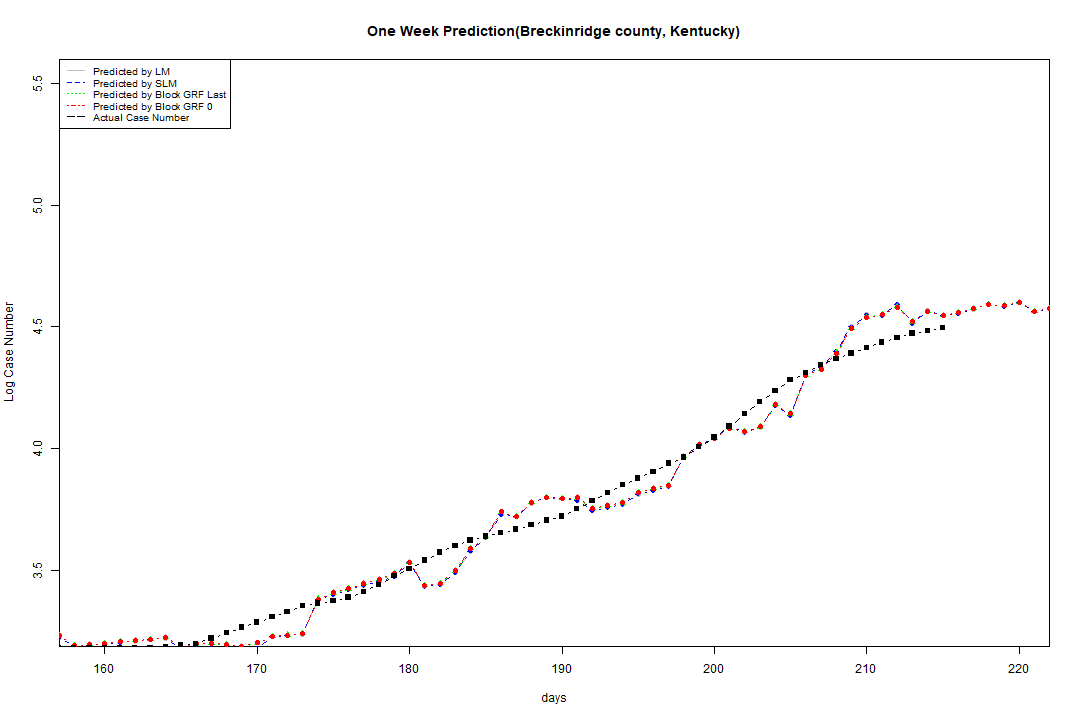 One Week Prediction(Breckinridge county, Kentucky)
Predicted by LM
Predicted by SLM
Predicted by Block GRF Last
Predicted by Block GRF 0
Actual Case Number
5.5
5.0
4.5
4.0
3.5
Log Case Number
160 170 180 190 200 210 220
days